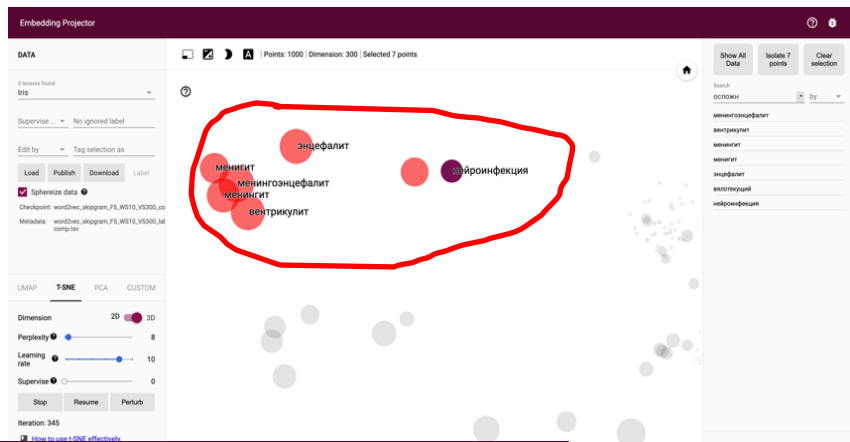 Embedding Projector
DATA
Points: 1000 | Dimension: 300 | Selected 7 points
Show All Data
Isolate 7 points
Clear selection
5 tensors found
Iris
Search
осложн
.*
by
Supervise ...
No ignored label
Edit by
Tag selection as
Load
Publish
Download
Label
Sphereize data
Checkpoint: word2vec_skipgram_F5_WS10_VS300_co
Metadata: word2vec_skipgram_F5_WS10_VS300_lat
comp.tsv
энцефалит
менигит
менингоэнцефалит
менингит
вентрикулит
нейроинфекция
менингоэнцефалит
вентрикулит
менингит
менигит
энцефалит
вялотекущий
нейроинфекция
UMAP
T-SNE
PCA
CUSTOM
Dimension
2D
3D
Perplexity
8
Learning
rate
10
Supervise
0
Stop
Resume
Perturb
Iteration: 345
How to use t-SNE effectively.